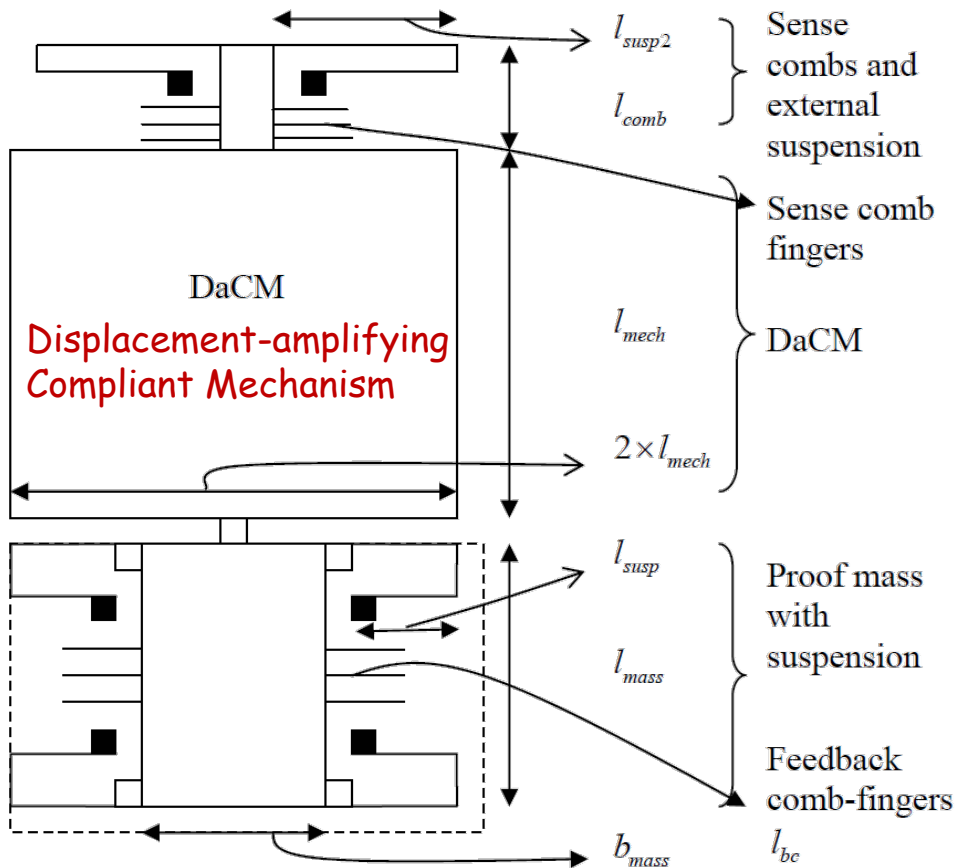 l_susp2
Sense
combs and
external
suspension
l_comb
Sense comb
fingers
DaCM
Displacement-amplifying
Compliant Mechanism
l_mech
DaCM
2 × l_mech
l_susp
Proof mass
with
suspension
l_mass
Feedback
comb-fingers
b_mass
l_bc